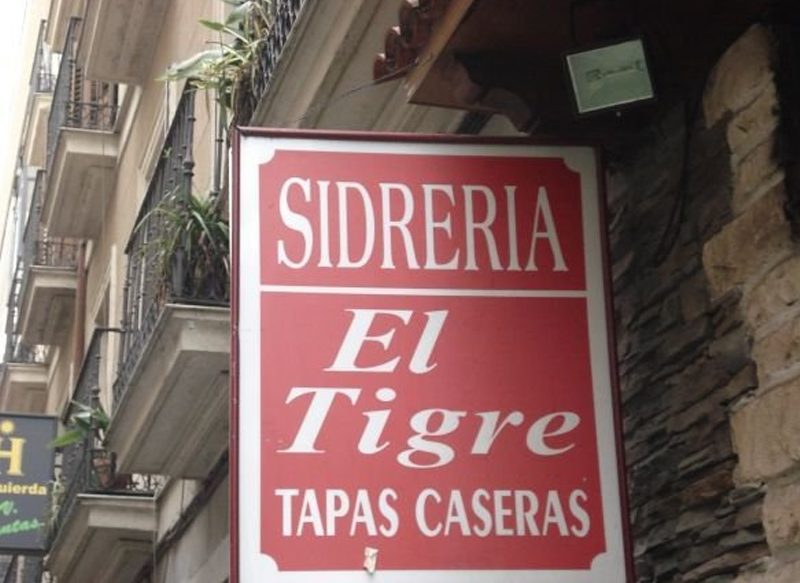 SIDRERIA
El
Tigre
TAPAS CASERAS
H